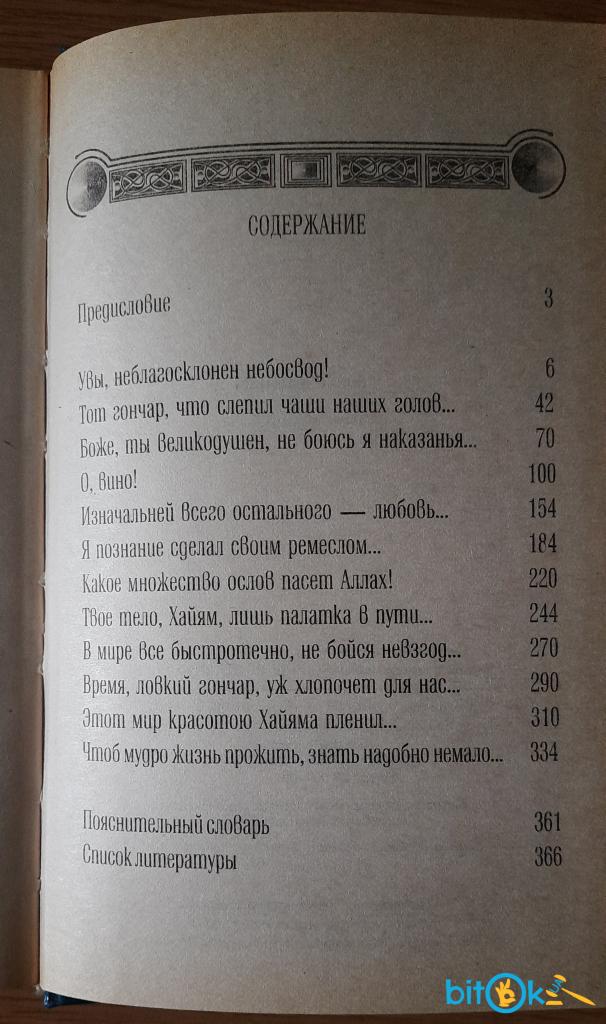 СОДЕРЖАНИЕ
Предисловие 3
Увы, неблагосклонен небосвод! 6
Тот гончар, что слепил чаши наших голов... 42
Боже, ты великодушен, не боюсь я наказанья... 70
О, вино! 100
Изначальней всего остального — любовь... 154
Я познание сделал своим ремеслом... 184
Какое множество ослов пасет Аллах! 220
Твое тело, Хайям, лишь палатка в пути... 244
В мире все быстротечно, не бойся невзгод... 270
Время, ловкий гончар, уж хлопочет для нас... 290
Этот мир красотою Хайяма пленил... 310
Чтоб мудро жизнь прожить, знать надобно немало... 334
Пояснительный словарь 361
Список литературы 366
bitOk UA